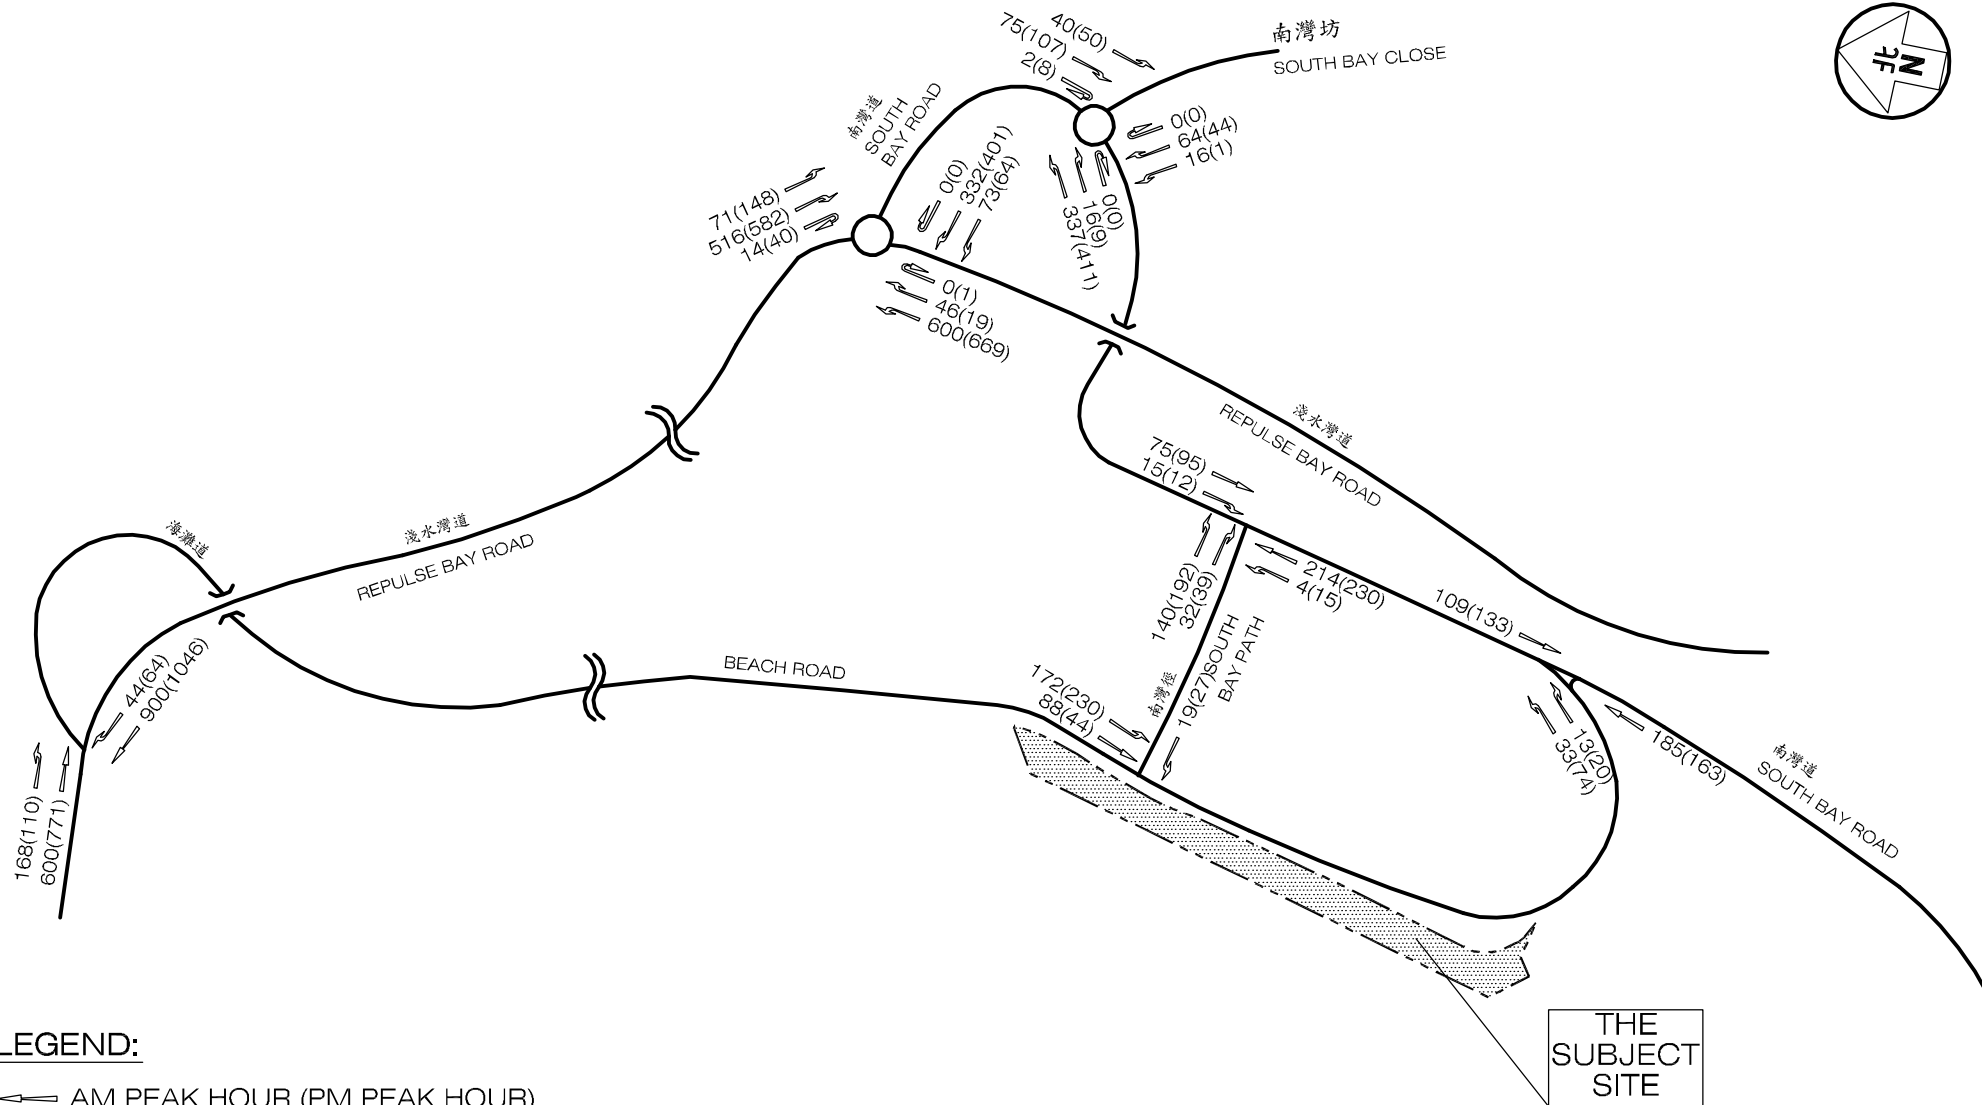 40(50)
75(107)
2(8)
南灣坊
SOUTH BAY CLOSE
北
N
南灣道
SOUTH
BAY ROAD
0(0)
64(44)
16(1)
0(0)
332(401)
73(64)
0(0)
16(9)
337(411)
71(148)
516(582)
14(40)
0(1)
46(19)
600(669)
淺水灣道
REPULSE BAY ROAD
75(95)
15(12)
海灘道
淺水灣道
REPULSE BAY ROAD
214(230)
4(15)
109(133)
140(192)
32(39)
19(27)
SOUTH
BAY PATH
南灣徑
BEACH ROAD
172(230)
88(44)
44(64)
900(1046)
13(20)
33(74)
185(163)
南灣道
SOUTH BAY ROAD
168(110)
600(771)
THE
SUBJECT
SITE
LEGEND:
AM PEAK HOUR (PM PEAK HOUR)